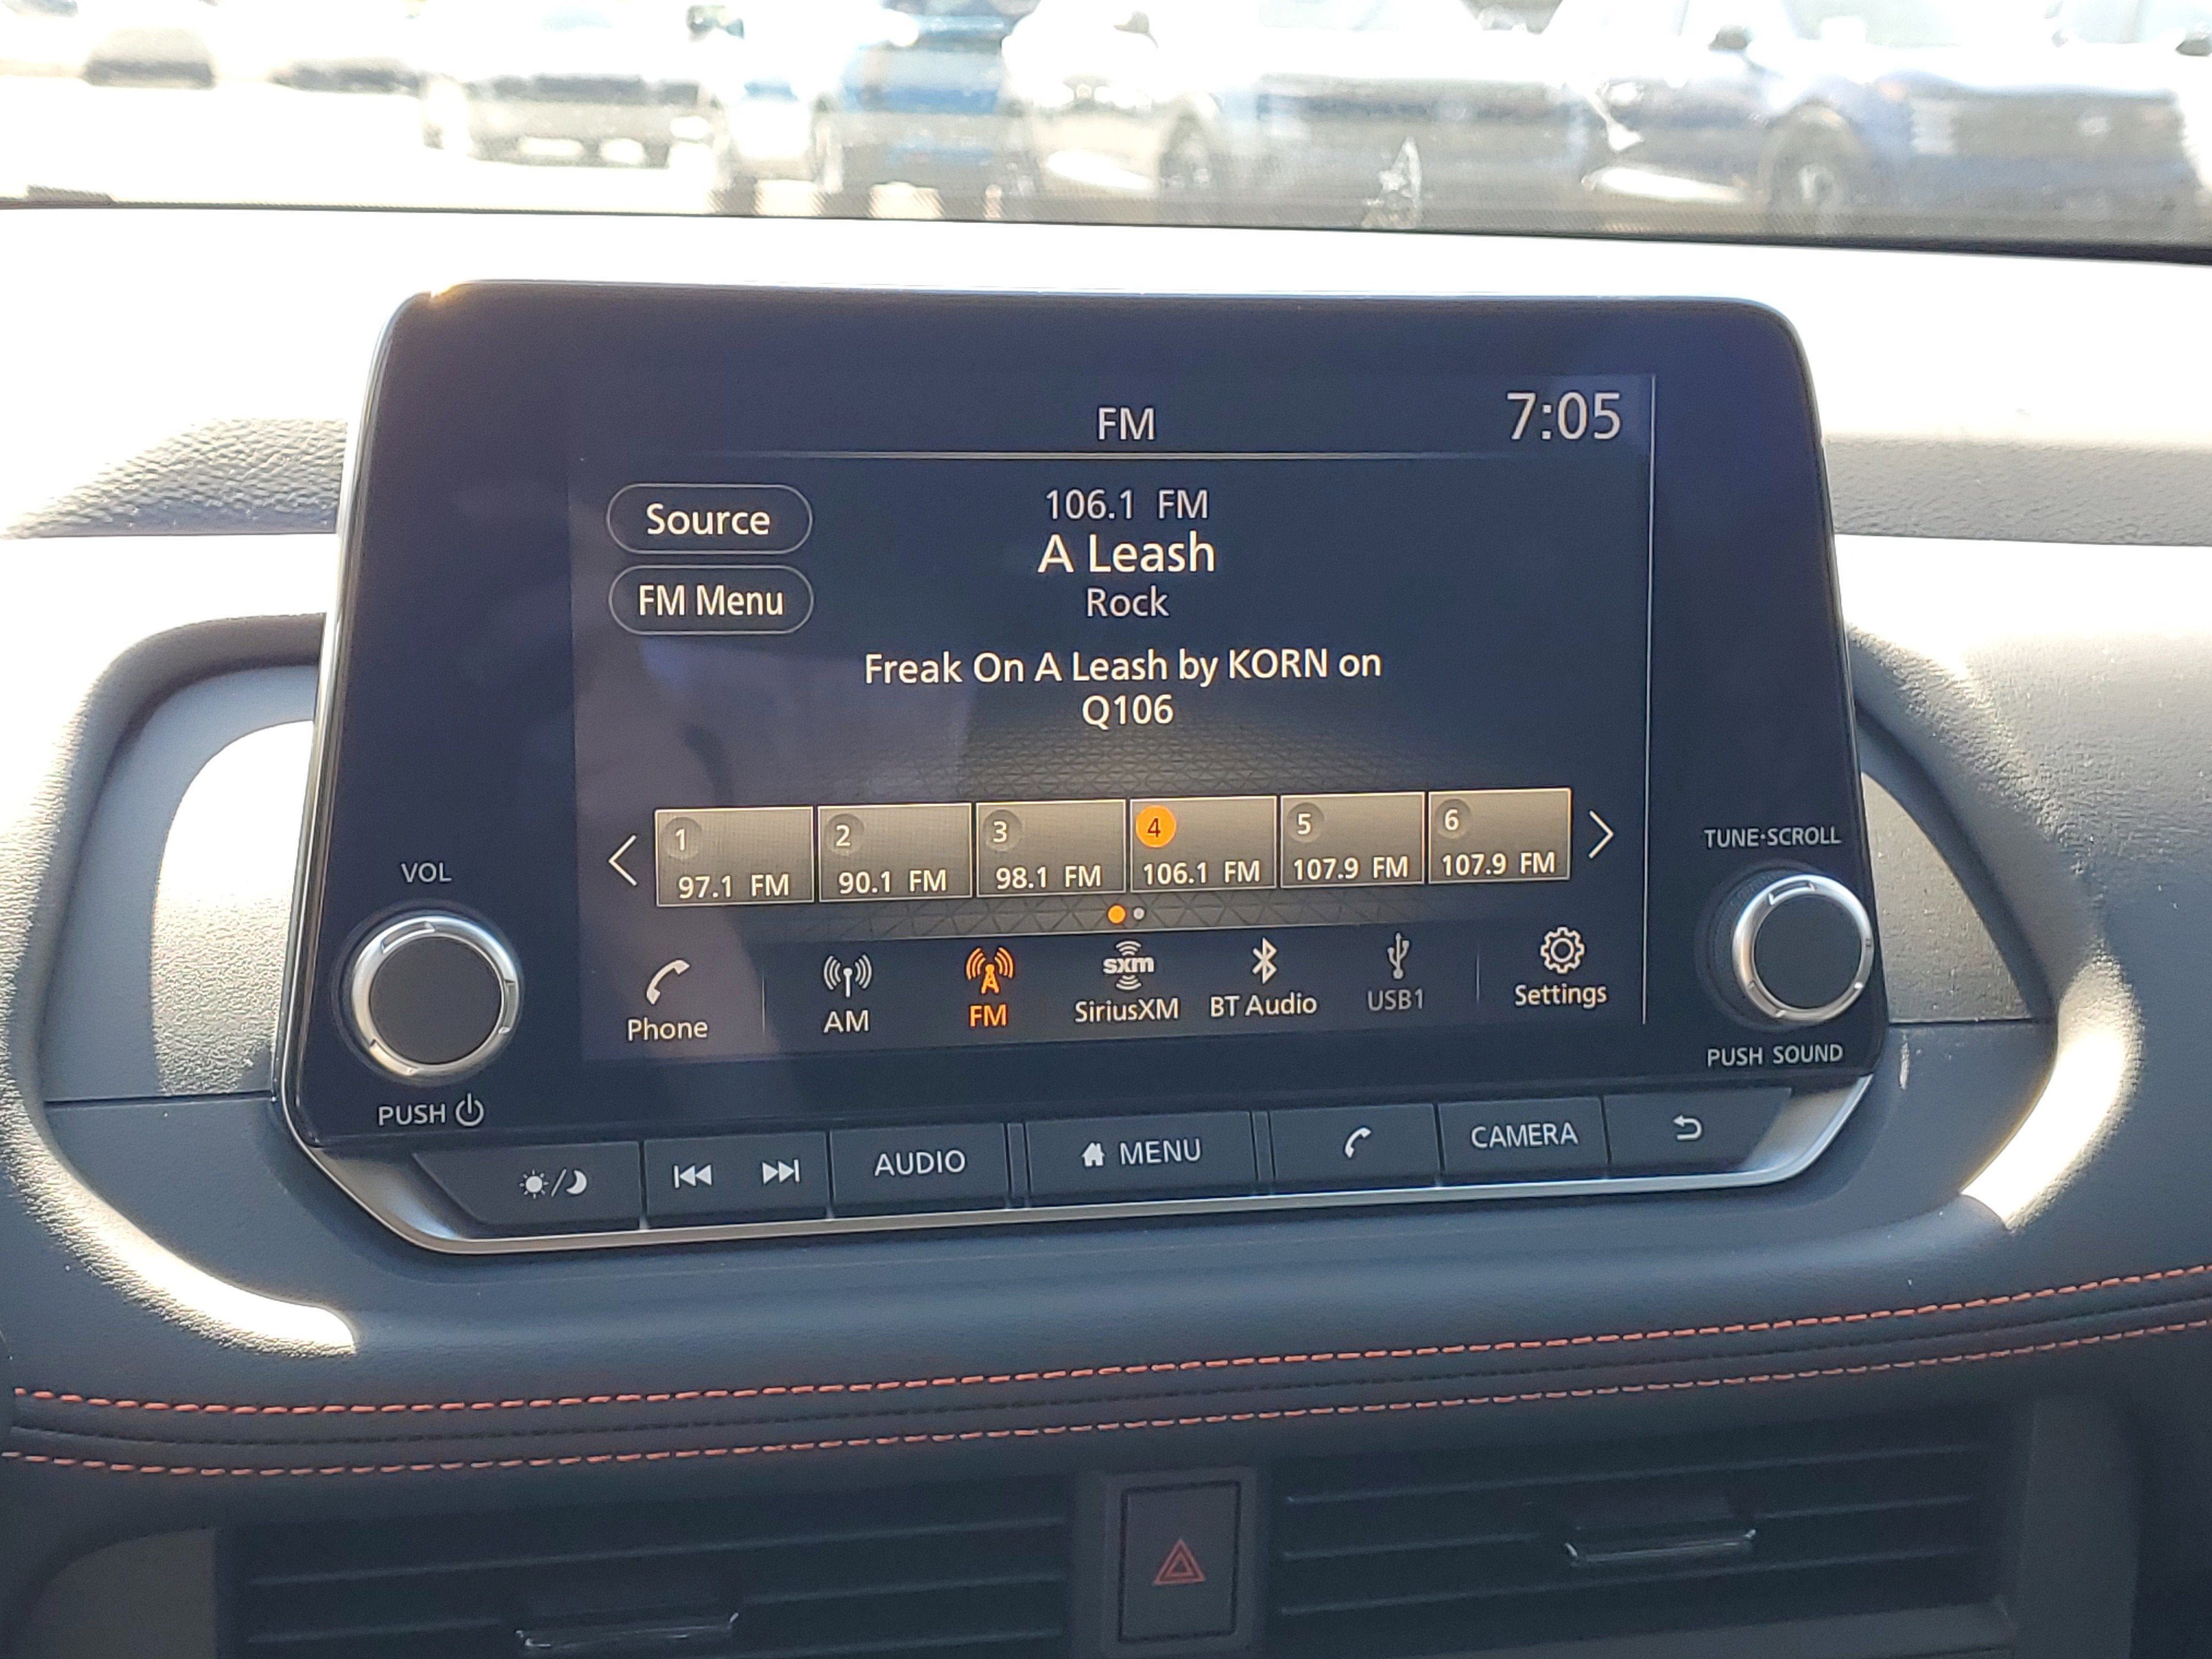 FM
7:05
Source
106.1 FM
A Leash
FM Menu
Rock
Freak On A Leash by KORN on
Q106
1
2
3
4
5
6
97.1 FM
90.1 FM
98.1 FM
106.1 FM
107.9 FM
107.9 FM
Phone
AM
FM
sxm
SiriusXM
BT Audio
USB1
Settings
VOL
PUSH
TUNE·SCROLL
PUSH SOUND
AUDIO
MENU
CAMERA